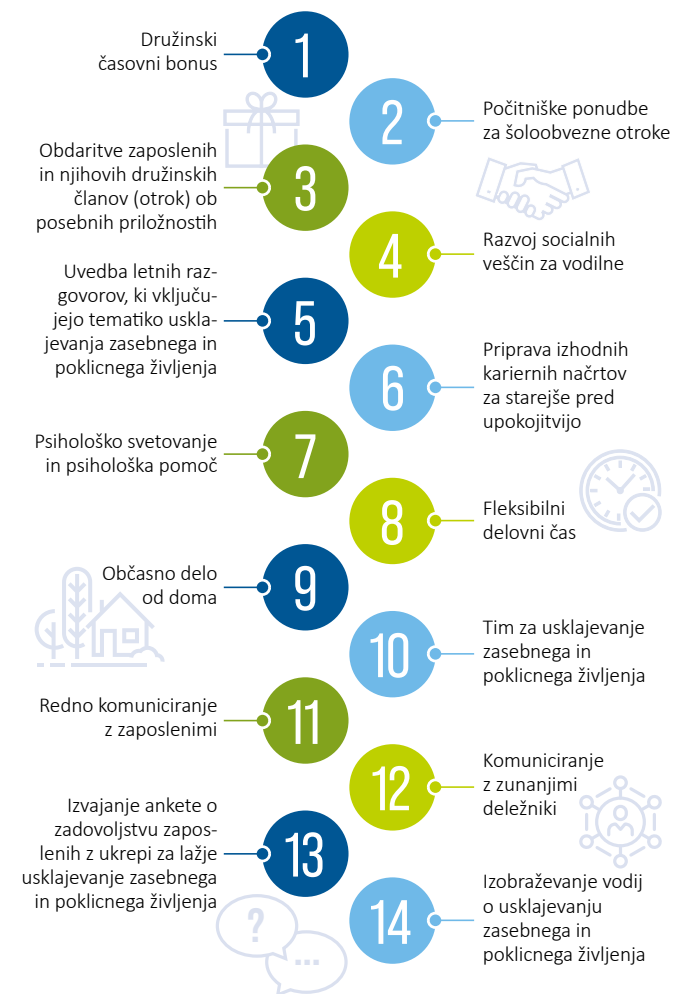 Družinski
časovni bonus
1
2
Počitniške ponudbe
za šoloobvezne otroke
Obdaritve zaposlenih
in njihovih družinskih
članov (otrok) ob
posebnih priložnostih
3
4
Razvoj socialnih
veščin za vodilne
Uvedba letnih raz-
govorov, ki vključu-
jejo tematiko uskla-
jevanja zasebnega in
poklicnega življenja
5
6
Priprava izhodnih
kariernih načrtov
za starejše pred
upokojitvijo
Psihološko svetovanje
in psihološka pomoč
7
8
Fleksibilni
delovni čas
Občasno delo
od doma
9
10
Tim za usklajevanje
zasebnega in
poklicnega življenja
Redno komuniciranje
z zaposlenimi
11
12
Komuniciranje
z zunanjimi
deležniki
Izvajanje ankete o
zadovoljstvu zapos-
lenih z ukrepi za lažje
usklajevanje zasebnega
in poklicnega življenja
13
14
Izobraževanje vodij
o usklajevanju
zasebnega in
poklicnega življenja
?
...